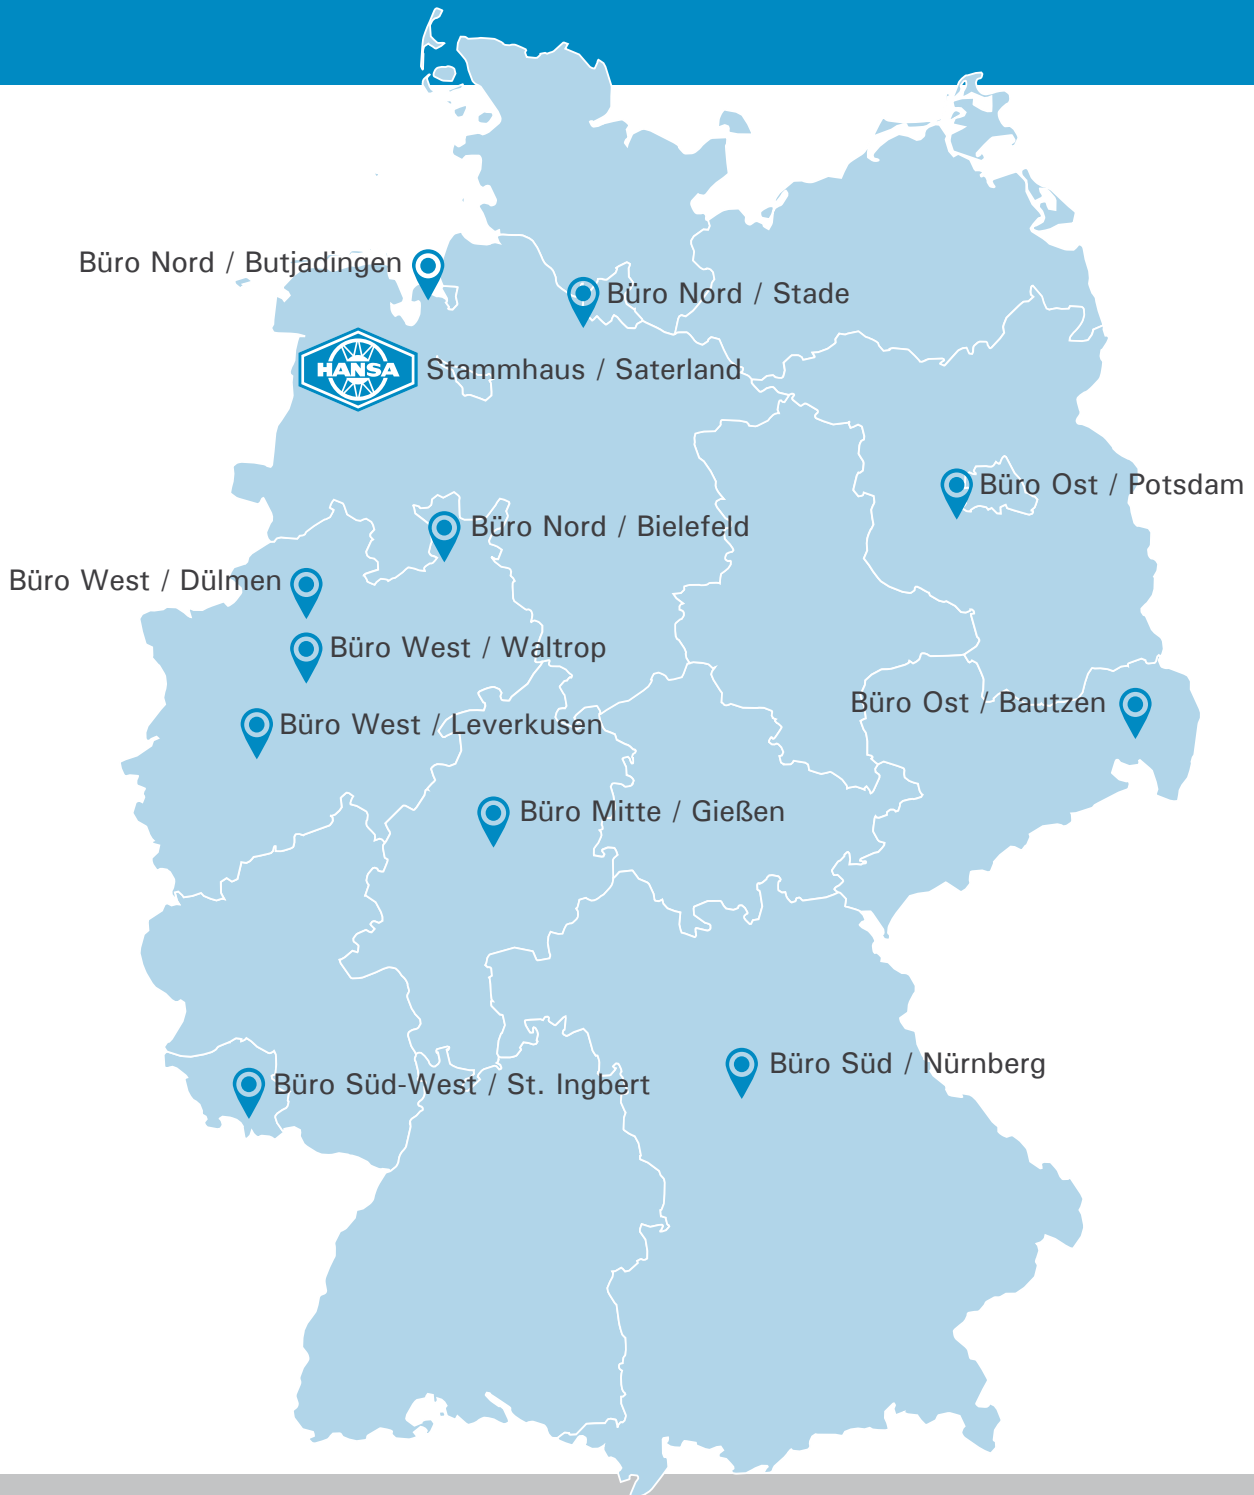 Büro Nord / Butjadingen
Büro Nord / Stade
HANSA
Stammhaus / Saterland
Büro Ost / Potsdam
Büro Nord / Bielefeld
Büro West / Dülmen
Büro West / Waltrop
Büro Ost / Bautzen
Büro West / Leverkusen
Büro Mitte / Gießen
Büro Süd / Nürnberg
Büro Süd-West / St. Ingbert